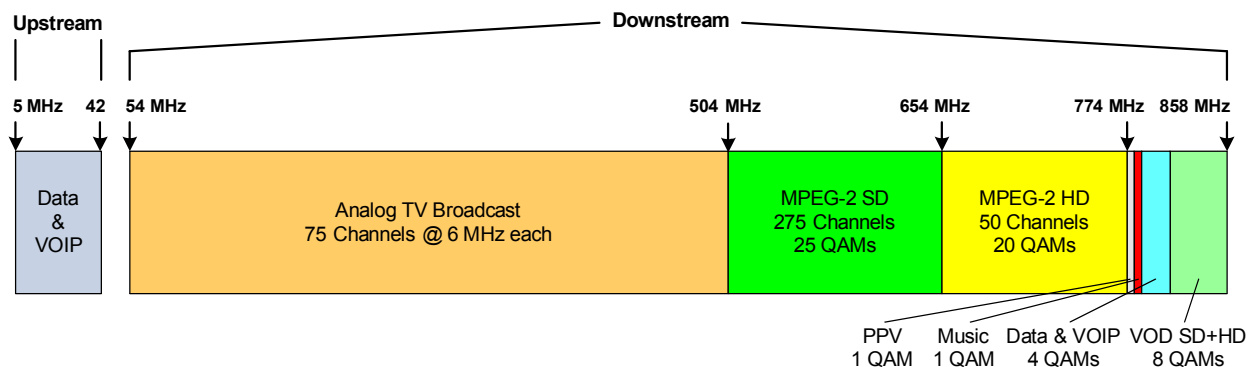 Upstream
Downstream
5 MHz
42
54 MHz
504 MHz
654 MHz
774 MHz
858 MHz
Data
&
VOIP
Analog TV Broadcast
75 Channels @ 6 MHz each
MPEG-2 SD
275 Channels
25 QAMs
MPEG-2 HD
50 Channels
20 QAMs
PPV
1 QAM
Music
1 QAM
Data & VOIP
4 QAMs
VOD SD+HD
8 QAMs